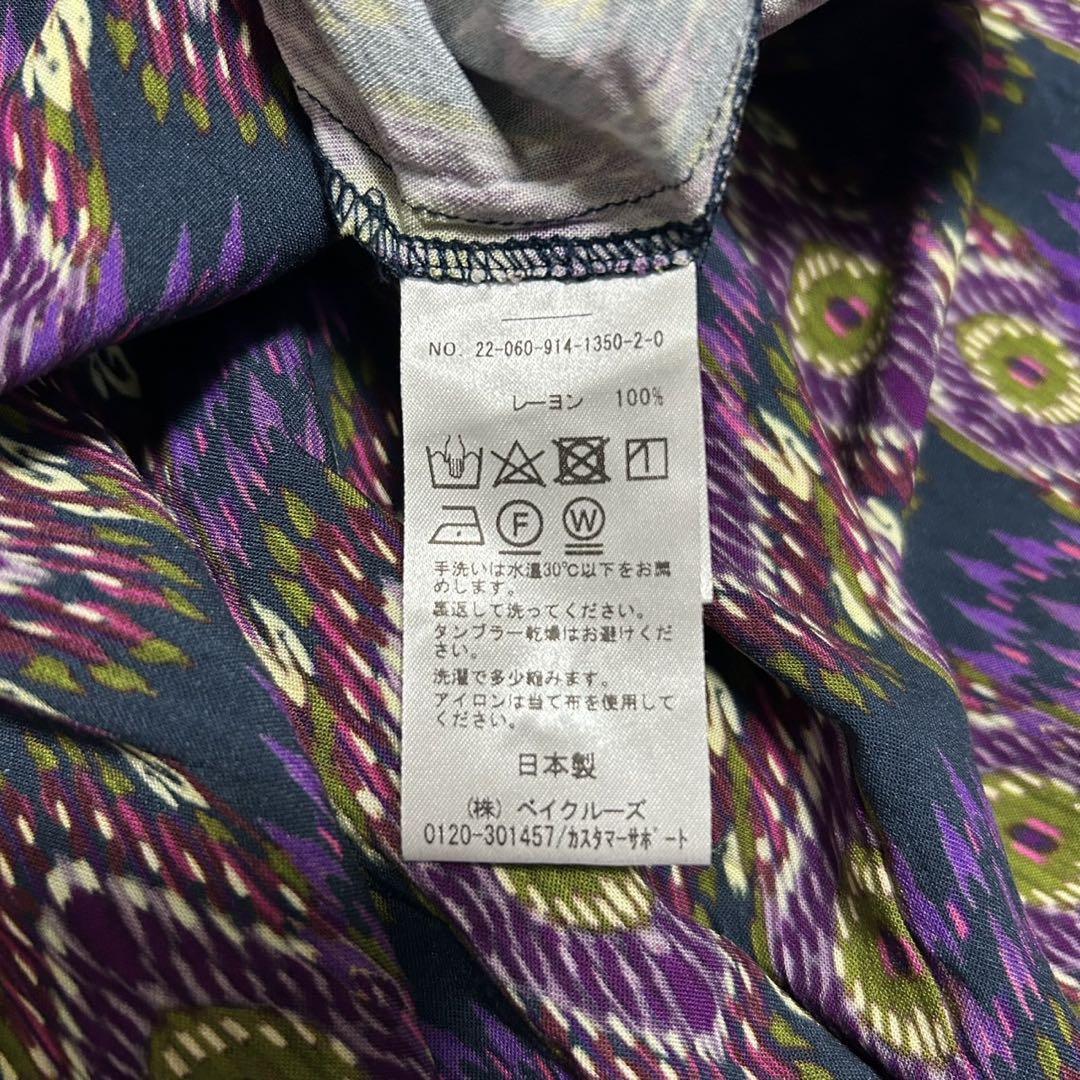 NO. 22-060-914-1350-2-0
レーヨン 100%
F W
手洗いは水温30℃以下をお薦
めします。
裏返して洗ってください。
タンブラー乾燥はお避けくだ
さい。
洗濯で多少縮みます。
アイロンは当て布を使用して
ください。
日本製
(株) ベイクルーズ
0120-301457/カスタマーサポート